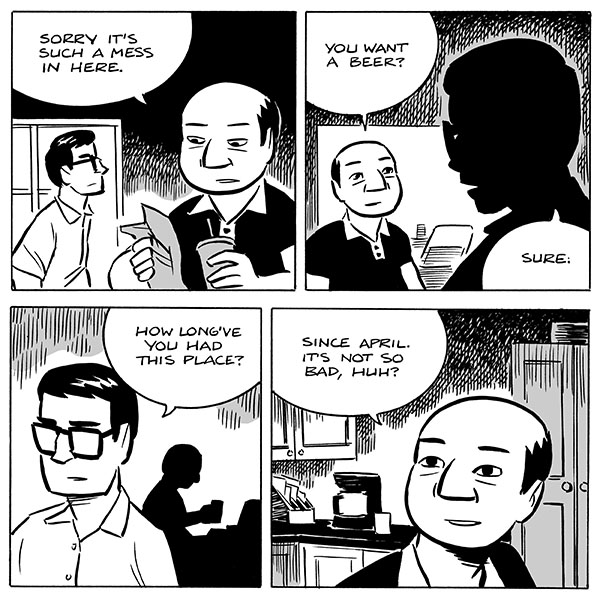 SORRY IT'S
SUCH A MESS
IN HERE.
YOU WANT
A BEER?
SURE.
HOW LONG'VE
YOU HAD
THIS PLACE?
SINCE APRIL.
IT'S NOT SO
BAD, HUH?